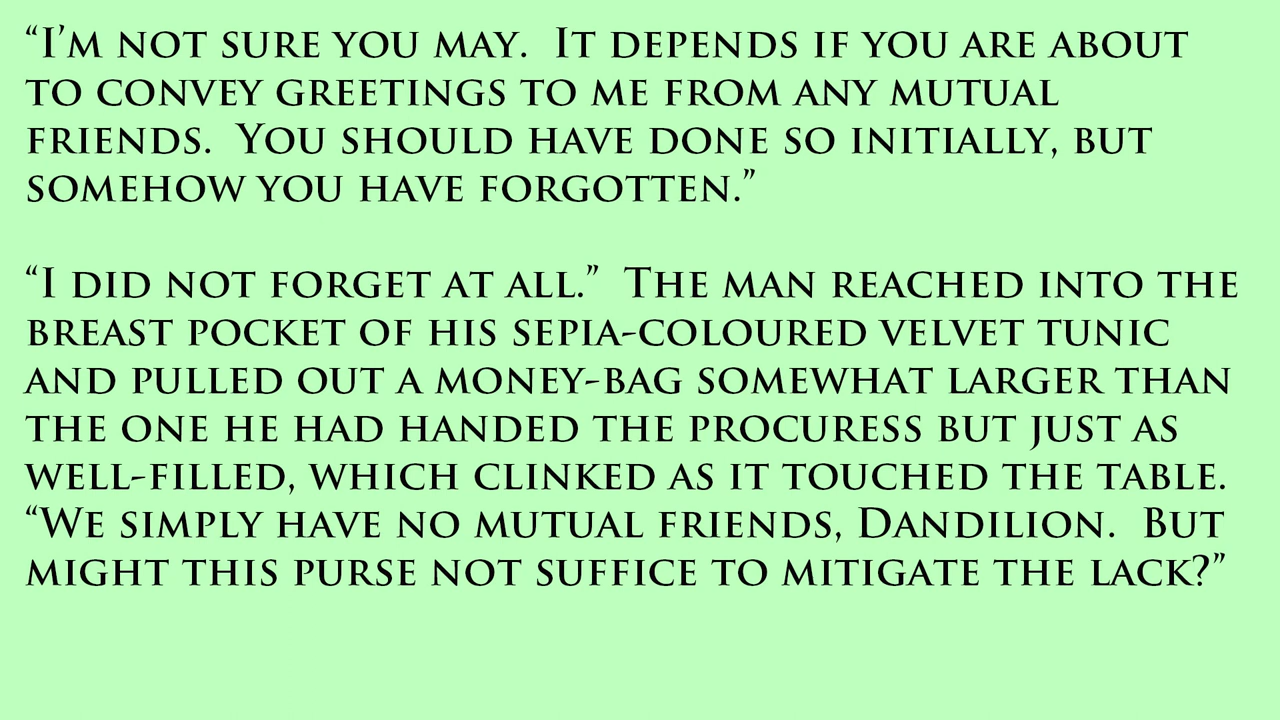 “I’m not sure you may.  It depends if you are about
to convey greetings to me from any mutual
friends.  You should have done so initially, but
somehow you have forgotten.”

“I did not forget at all.”  The man reached into the
breast pocket of his sepia-coloured velvet tunic
and pulled out a money-bag somewhat larger than
the one he had handed the procuress but just as
well-filled, which clinked as it touched the table.
“We simply have no mutual friends, Dandilion.  But
might this purse not suffice to mitigate the lack?”